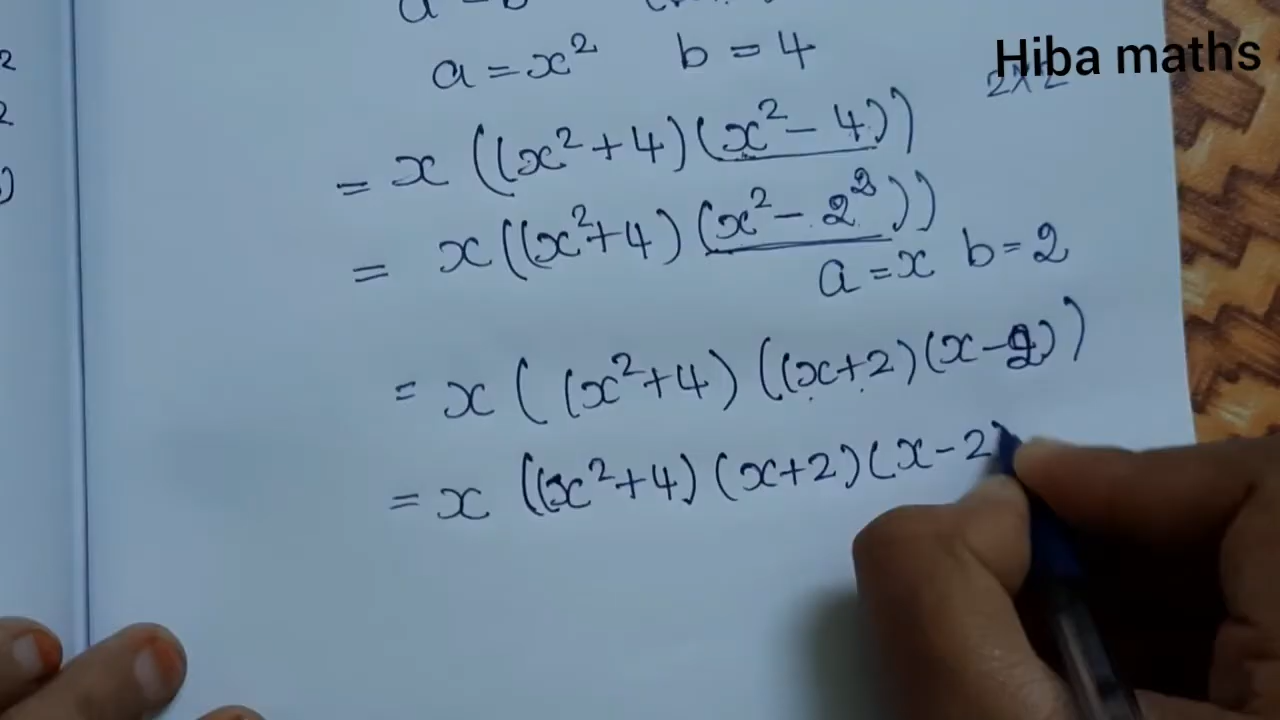 Hiba maths
a = x² b = 4
2x2
= x ((x²+4)(x²-4))
= x((x²+4)(x²-2²))
a = x b = 2
= x ((x²+4)((x+2)(x-2))
= x ((x²+4)(x+2)(x-2)